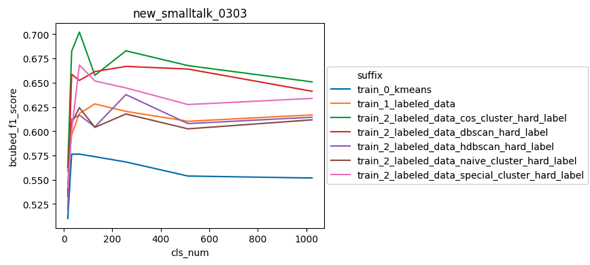 new_smalltalk_0303
bcubed_f1_score
0.700
0.675
0.650
0.625
0.600
0.575
0.550
0.525
0 200 400 600 800 1000
cls_num
suffix
train_0_kmeans
train_1_labeled_data
train_2_labeled_data_cos_cluster_hard_label
train_2_labeled_data_dbscan_hard_label
train_2_labeled_data_hdbscan_hard_label
train_2_labeled_data_naive_cluster_hard_label
train_2_labeled_data_special_cluster_hard_label